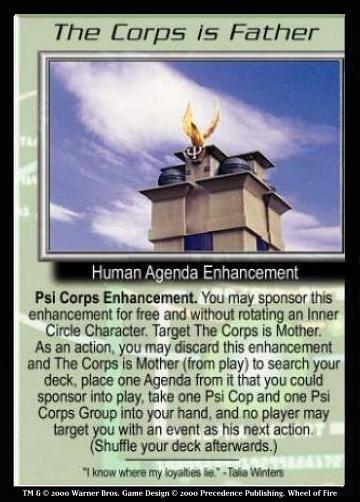 The Corps is Father
Human Agenda Enhancement
Psi Corps Enhancement. You may sponsor this
enhancement for free and without rotating an Inner
Circle Character. Target The Corps is Mother.
As an action, you may discard this enhancement
and The Corps is Mother (from play) to search your
deck, place one Agenda from it that you could
sponsor into play, take one Psi Cop and one Psi
Corps Group into your hand, and no player may
target you with an event as his next action.
(Shuffle your deck afterwards.)
"I know where my loyalties lie." -Talia Winters
TM & © 2000 Warner Bros. Game Design © 2000 Precedence Publishing. Wheel of Fire